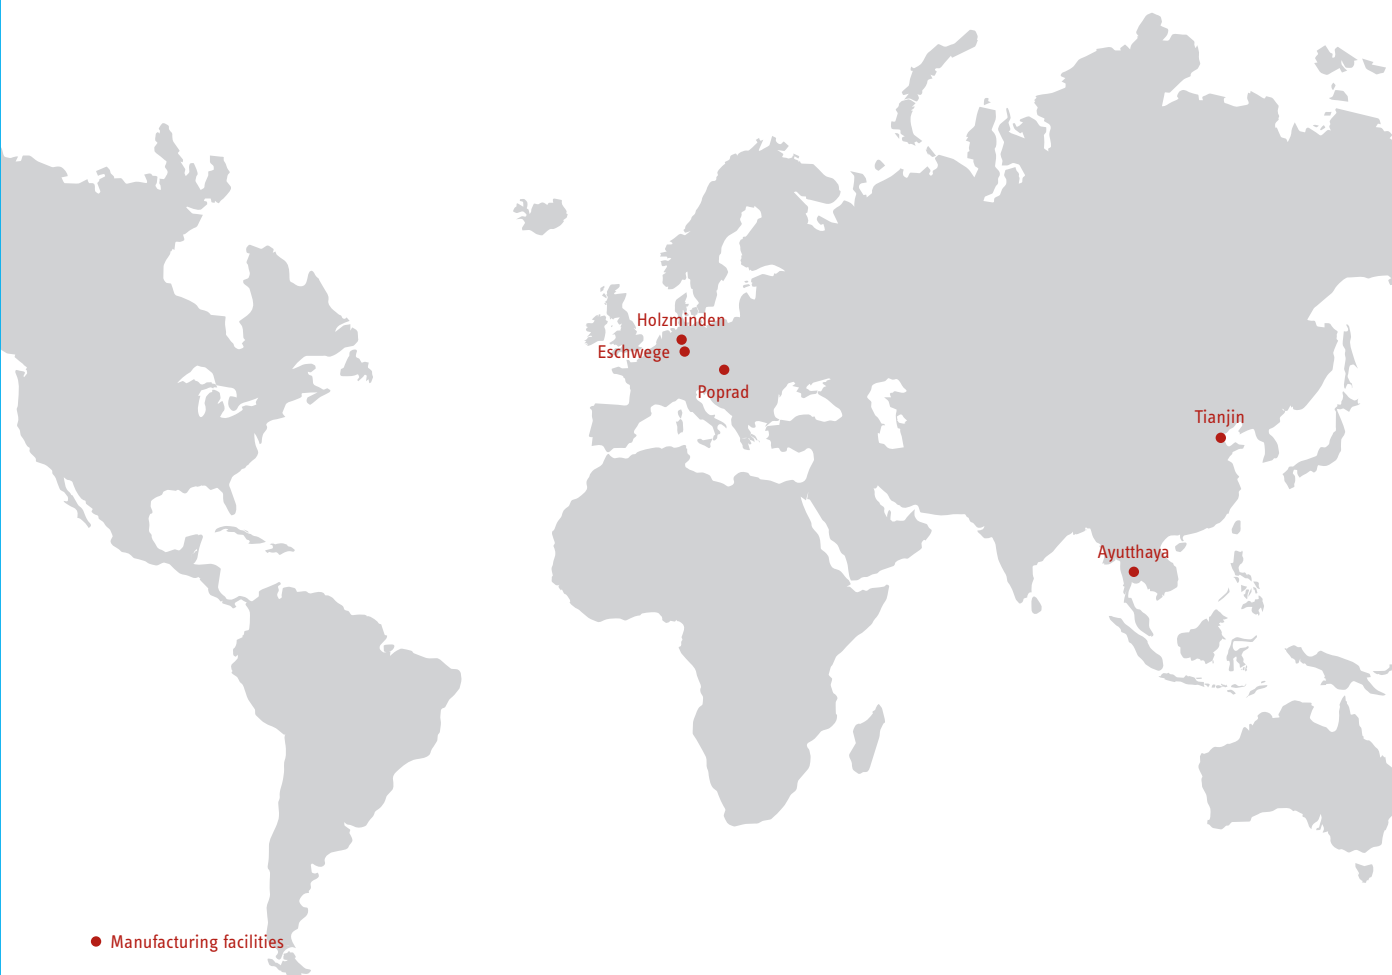 Holzminden
Eschwege
Poprad
Tianjin
Ayutthaya
Manufacturing facilities